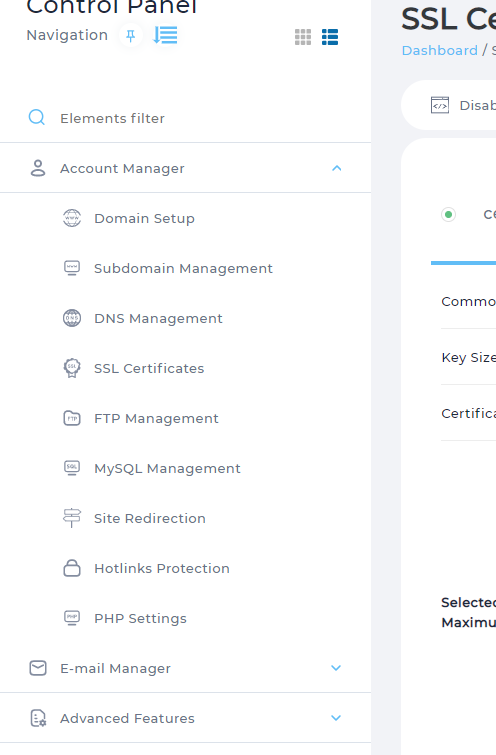 Control Panel
Navigation
Elements filter
Account Manager
Domain Setup
Subdomain Management
DNS Management
SSL Certificates
FTP Management
MySQL Management
Site Redirection
Hotlinks Protection
PHP Settings
E-mail Manager
Advanced Features
SSL Ce
Dashboard / S
Disab
Ce
Commo
Key Size
Certifica
Selected
Maximu